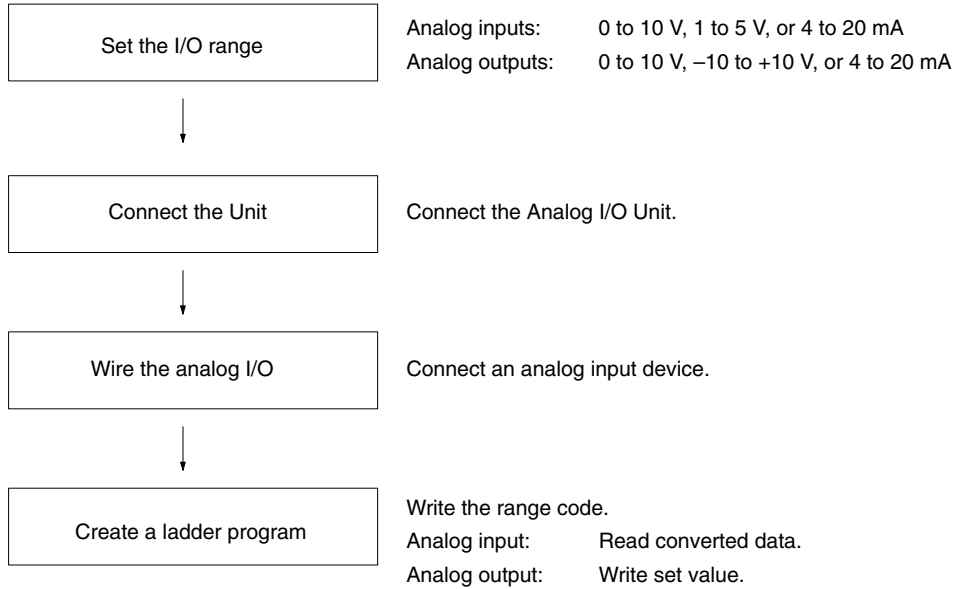 Set the I/O range
Analog inputs: 0 to 10 V, 1 to 5 V, or 4 to 20 mA
Analog outputs: 0 to 10 V, –10 to +10 V, or 4 to 20 mA
Connect the Unit
Connect the Analog I/O Unit.
Wire the analog I/O
Connect an analog input device.
Create a ladder program
Write the range code.
Analog input: Read converted data.
Analog output: Write set value.